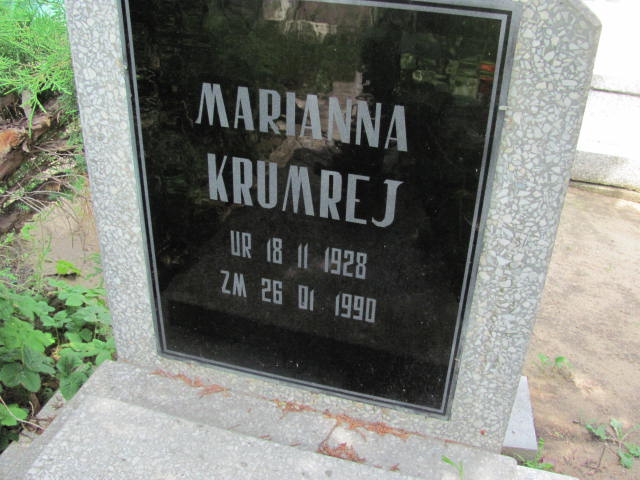 MARIANNA
KRUMREJ
UR 18 11 1928
ZM 26 01 1990